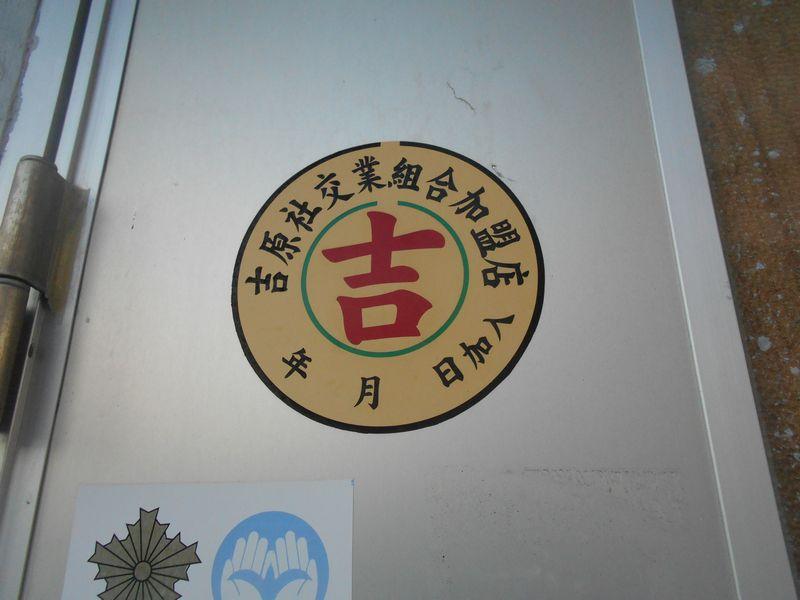 吉原社交業組合加盟店
吉
年 月 日加入